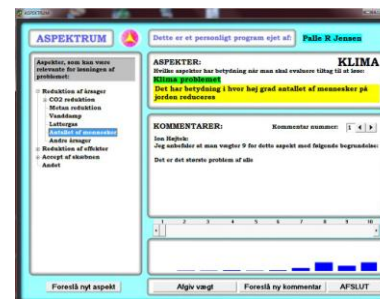 ASPEKTRUM
ASPEKTRUM
Dette er et personligt program ejet af:
Palle R Jensen
Aspekter, som kan være
relevante for løsningen af
problemet:
Reduktion af årsager
CO2 reduktion
Metan reduktion
Vanddamp
Lattergas
Antallet af mennesker
Andre årsager
Reduktion af effekter
Accept af skæbnen
Andet
ASPEKTER:
KLIMA
Hvilke aspekter har betydning når man skal evaluere tiltag til at løse:
Klima problemet
Det har betydning i hvor høj grad antallet af mennesker på
jorden reduceres
KOMMENTARER:
Kommentar nummer:
1
Jon Højtek:
Jeg anbefaler at man vægter 9 for dette aspekt med følgende begrundelse:
Det er det største problem af alle
1 2 3 4 5 6 7 8 9 10
Foreslå nyt aspekt
Afgiv vægt
Foreslå ny kommentar
AFSLUT